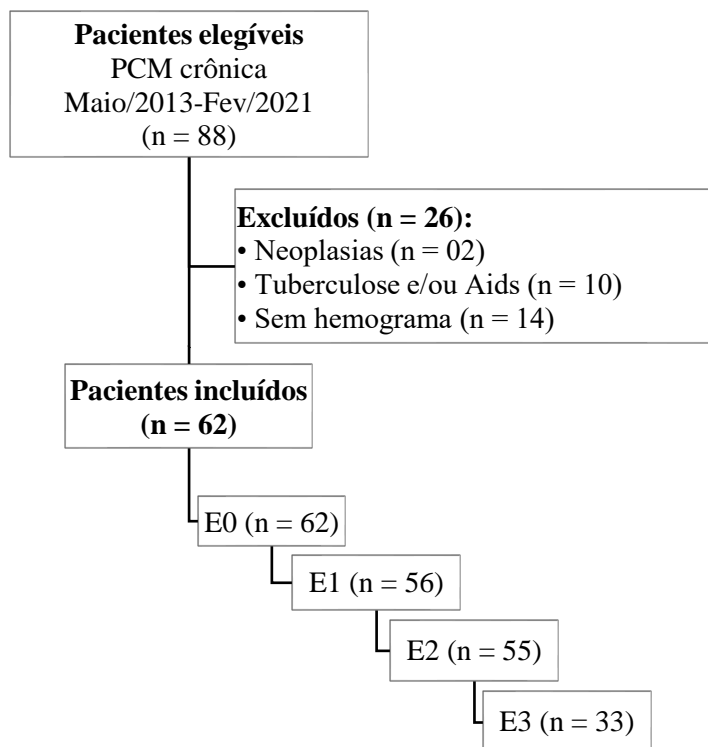 Pacientes elegíveis
PCM crônica
Maio/2013-Fev/2021
(n = 88)
Excluídos (n = 26):
• Neoplasias (n = 02)
• Tuberculose e/ou Aids (n = 10)
• Sem hemograma (n = 14)
Pacientes incluídos
(n = 62)
E0 (n = 62)
E1 (n = 56)
E2 (n = 55)
E3 (n = 33)